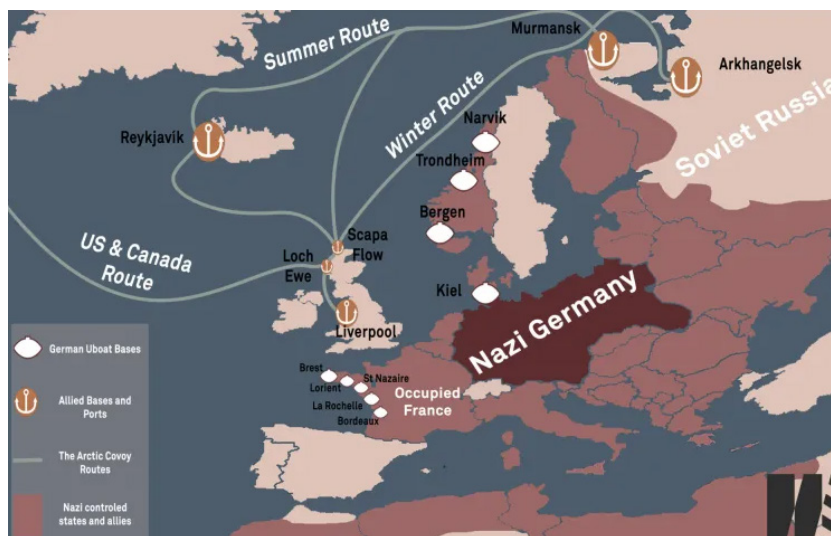 Summer Route
Murmansk
Arkhangelsk
Reykjavík
Winter Route
Narvik
Soviet Russia
Trondheim
Bergen
US & Canada
Route
Scapa
Flow
Loch
Ewe
Kiel
Nazi Germany
Liverpool
German Uboat Bases
Brest
Lorient
St Nazaire
La Rochelle
Bordeaux
Occupied
France
Allied Bases and
Ports
The Arctic Covoy
Routes
Nazi controled
states and allies